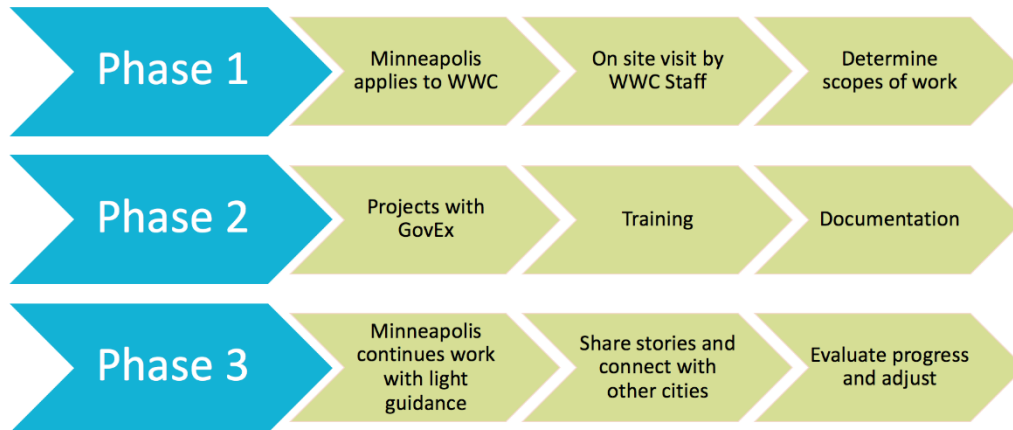 Phase 1
Minneapolis
applies to WWC
On site visit by
WWC Staff
Determine
scopes of work
Phase 2
Projects with
GovEx
Training
Documentation
Phase 3
Minneapolis
continues work
with light
guidance
Share stories and
connect with
other cities
Evaluate progress
and adjust